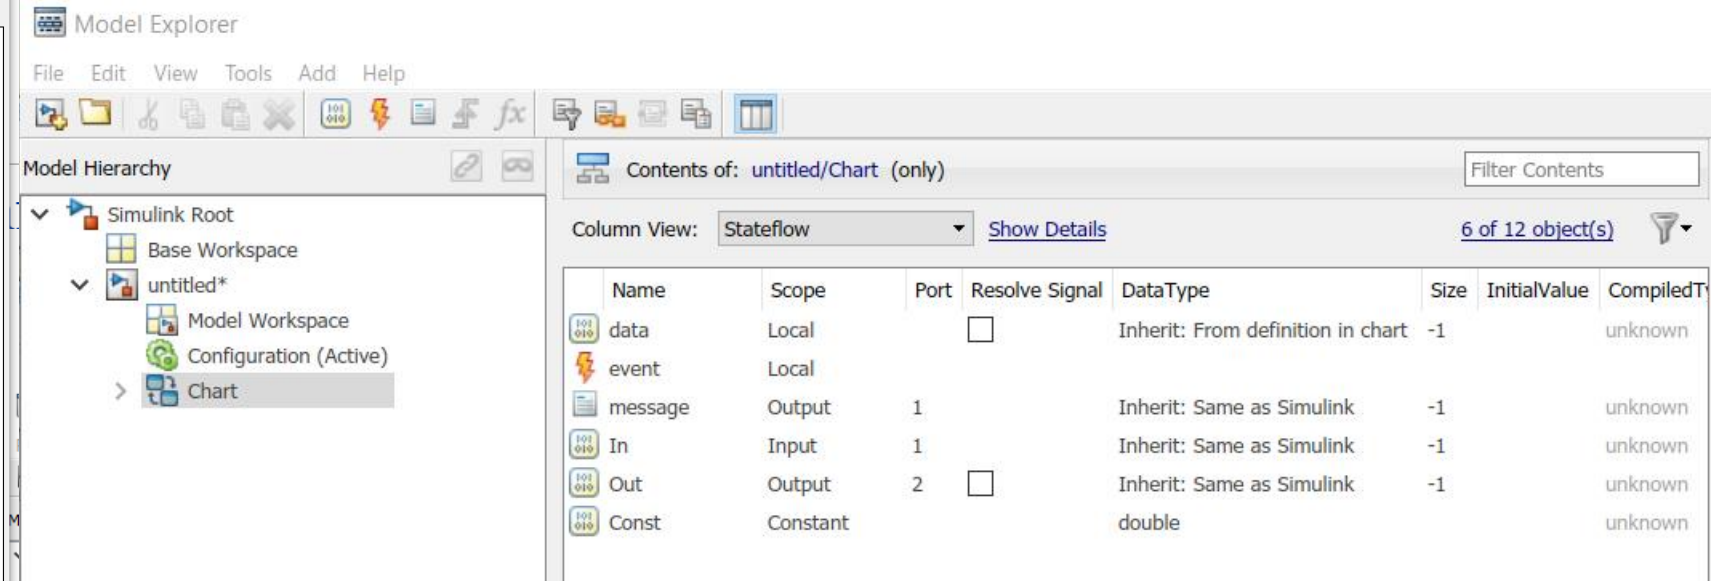 Model Explorer
File Edit View Tools Add Help
Model Hierarchy
Simulink Root
Base Workspace
untitled*
Model Workspace
Configuration (Active)
Chart
Contents of: untitled/Chart (only)
Filter Contents
Column View: Stateflow Show Details 6 of 12 object(s)
Name Scope Port Resolve Signal DataType Size InitialValue CompiledTy
data Local Inherit: From definition in chart -1 unknown
event Local
message Output 1 Inherit: Same as Simulink -1 unknown
In Input 1 Inherit: Same as Simulink -1 unknown
Out Output 2 Inherit: Same as Simulink -1 unknown
Const Constant double unknown